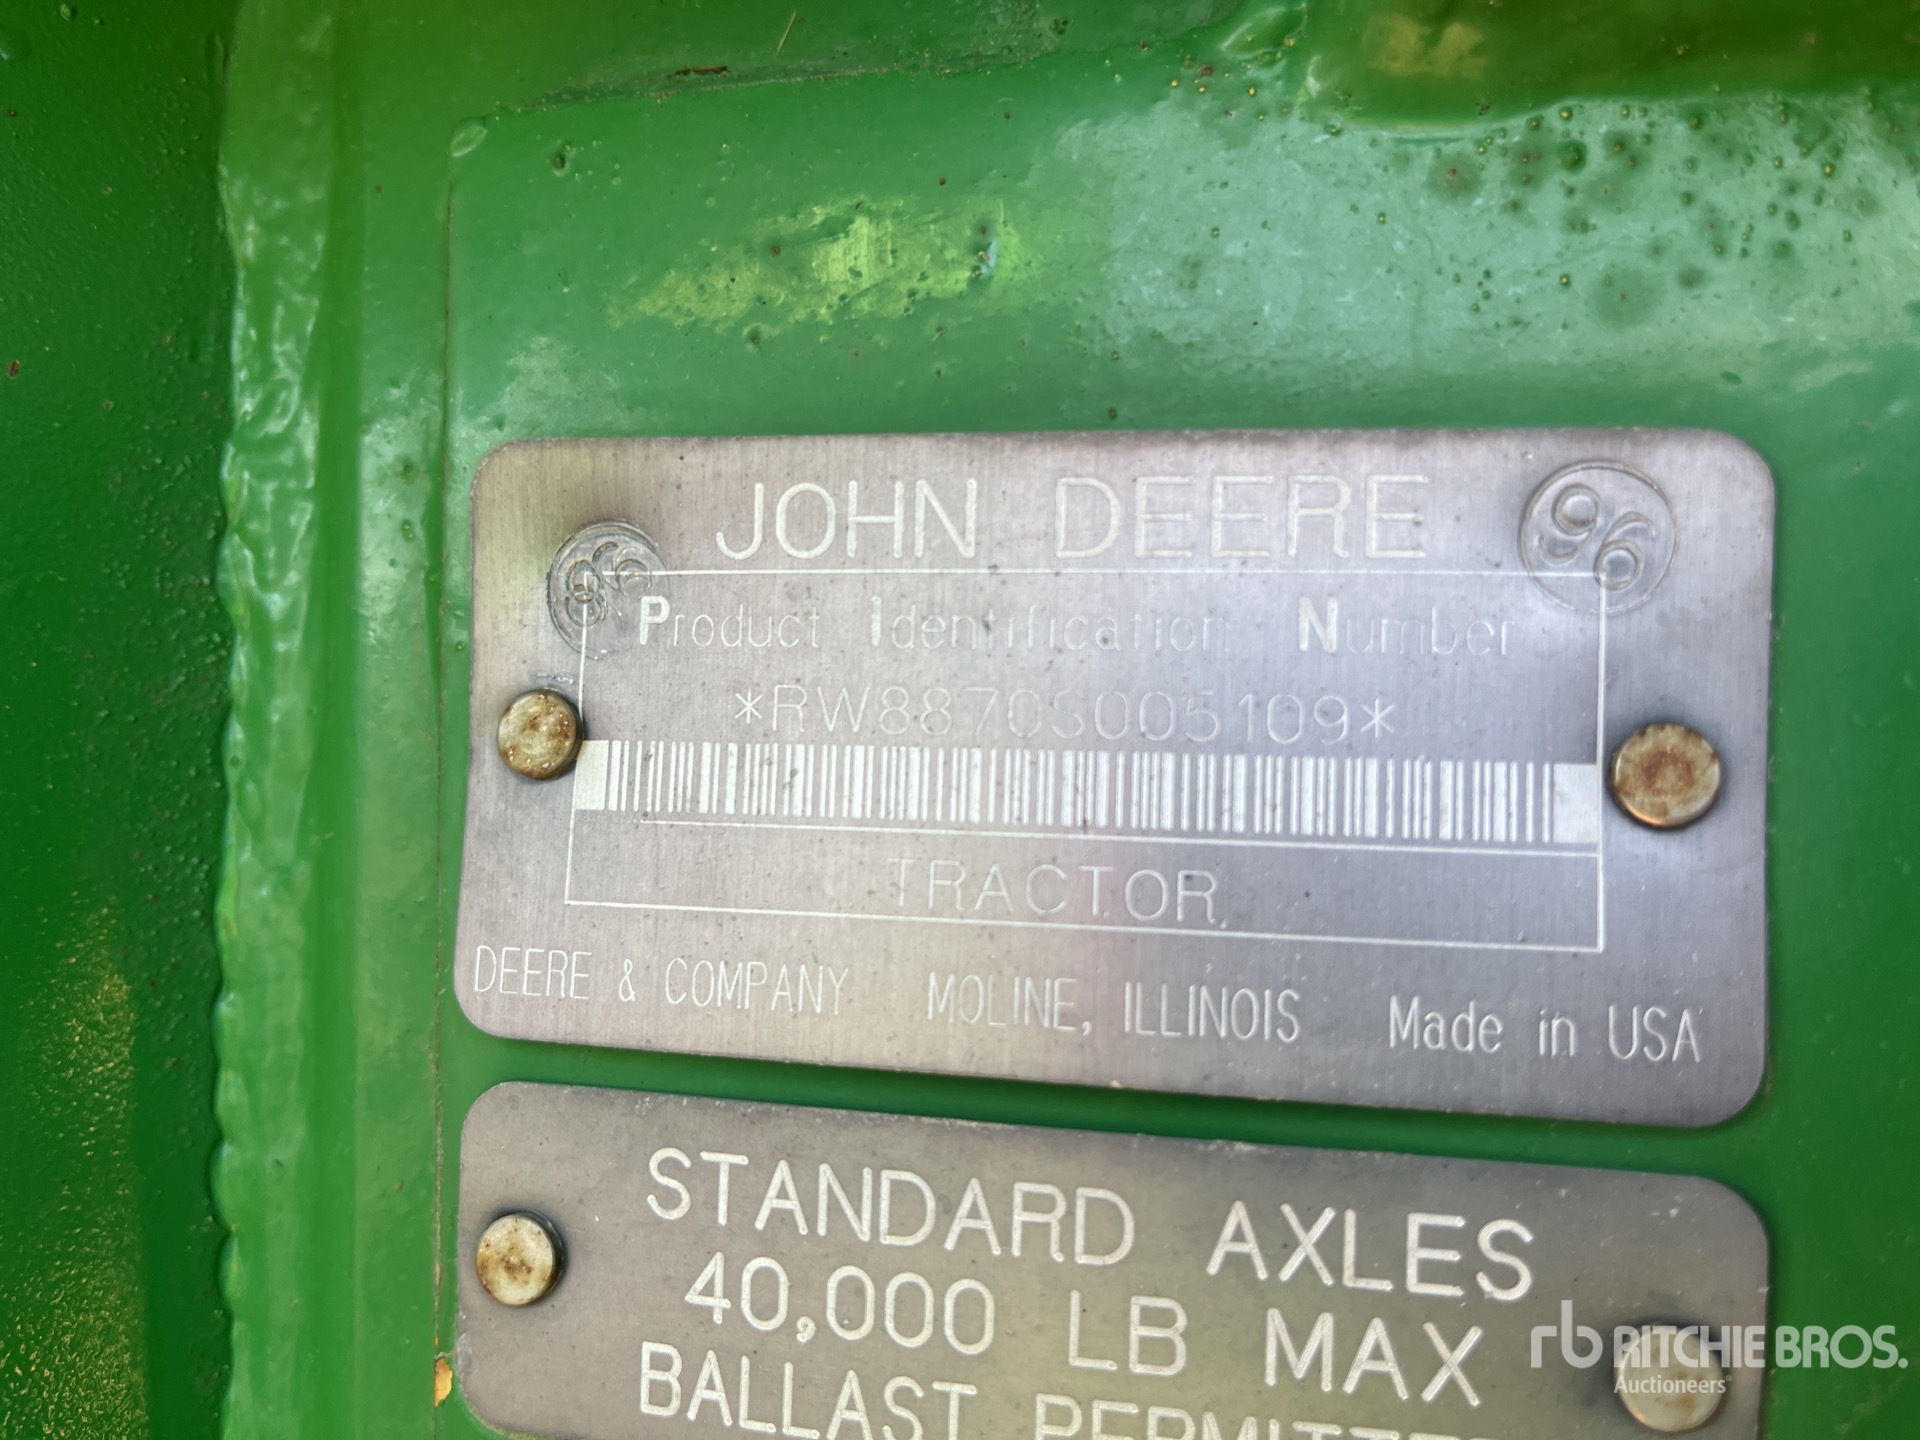 JOHN DEERE
96
Product Identification Number
*RW8870S005109*
TRACTOR
DEERE & COMPANY MOLINE, ILLINOIS Made in USA
STANDARD AXLES
40,000 LB MAX
BALLAST
rb RITCHIE BROS.
Auctioneers